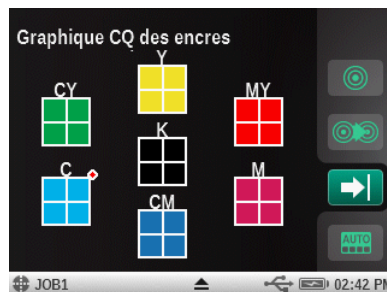 Graphique CQ des encres
Y
CY
MY
K
C
M
CM
AUTO
JOB1
02:42 PM